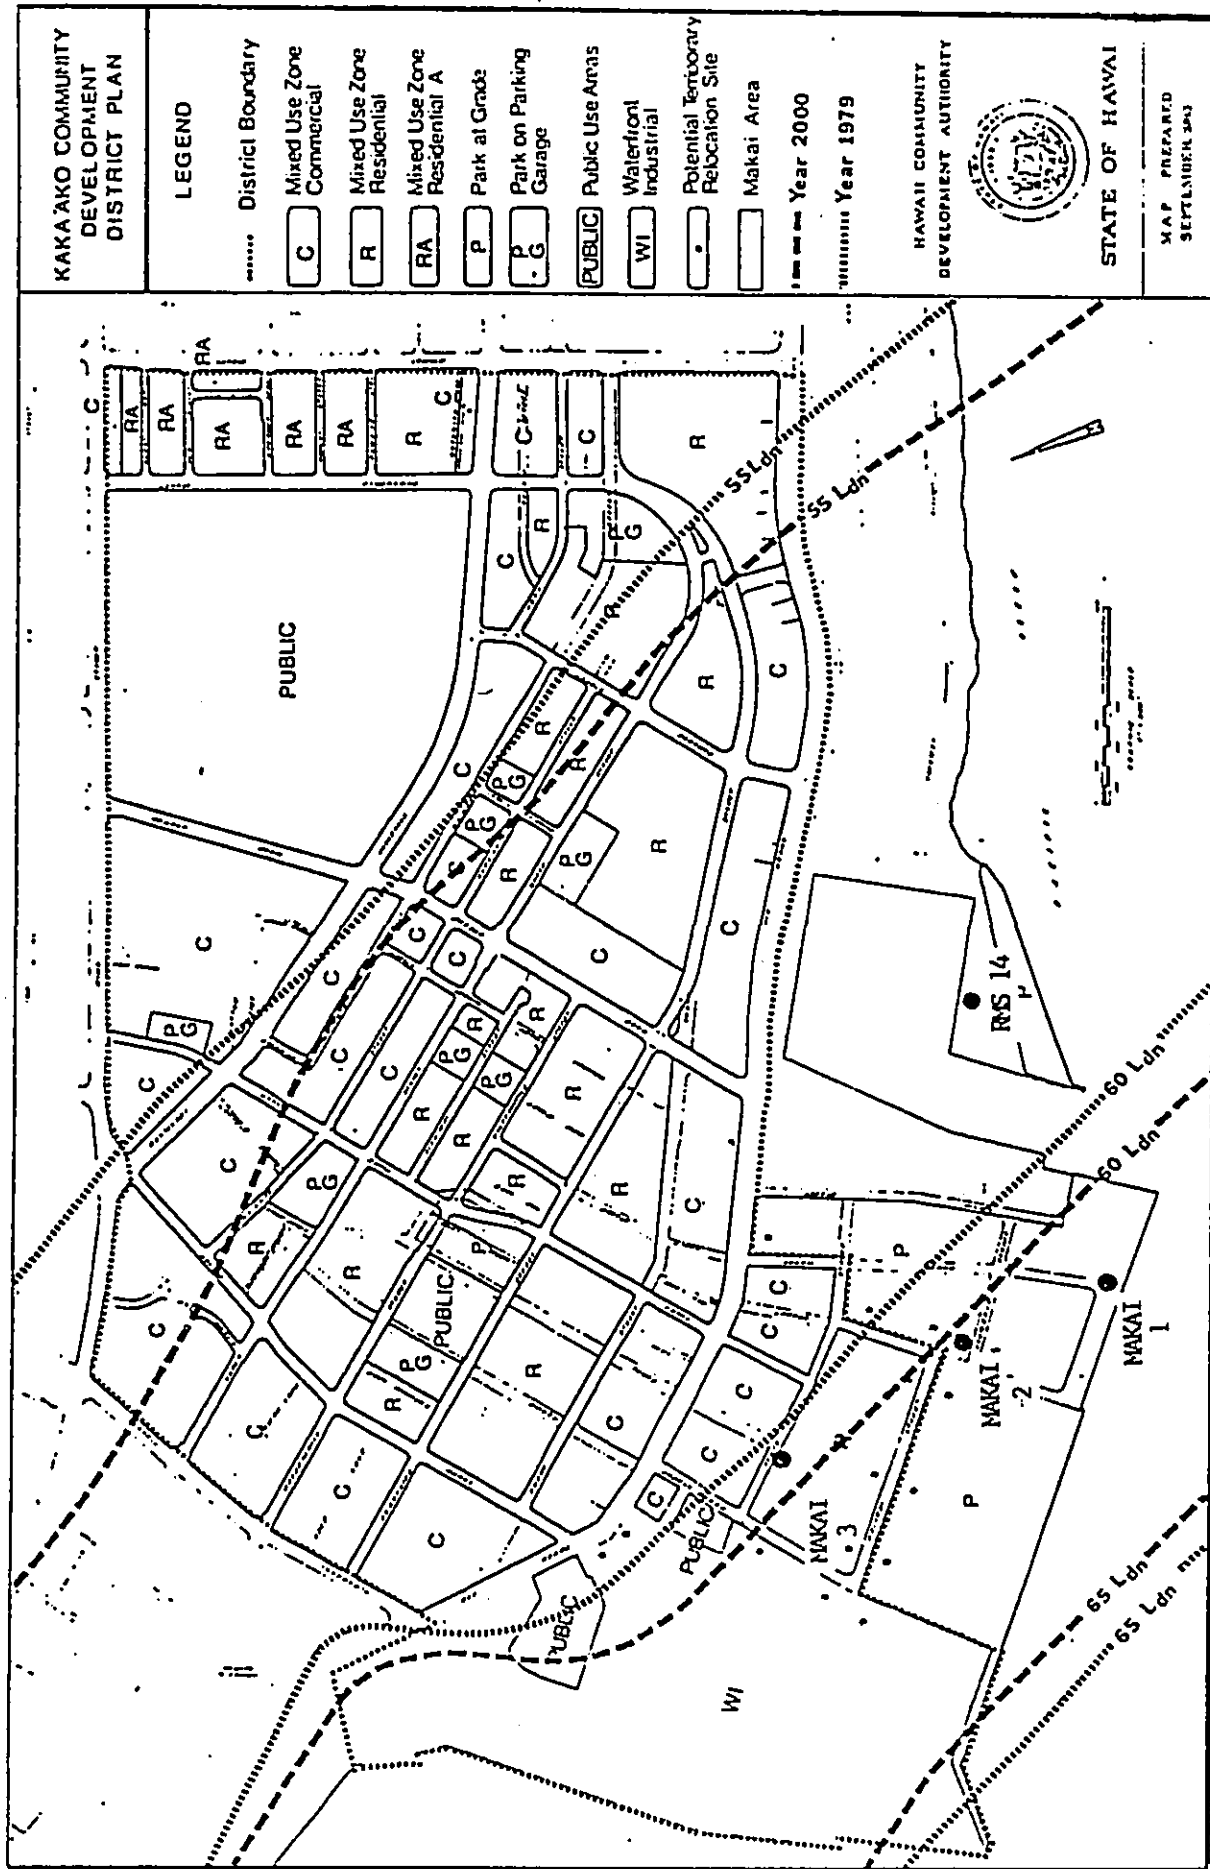 KAKA'AKO COMMUNITY
DEVELOPMENT
DISTRICT PLAN
LEGEND
District Boundary
C Mixed Use Zone
Commercial
R Mixed Use Zone
Residential
RA Mixed Use Zone
Residential A
P Park at Grade
P G Park on Parking
Garage
PUBLIC Public Use Areas
WI Waterfront
Industrial
Potential Temporary
Relocation Site
Makai Area
Year 2000
Year 1979
HAWAII COMMUNITY
DEVELOPMENT AUTHORITY
STATE OF HAWAI
MAP PREPARED
C
RA
RA
RA
RA
RA
RA
R
C
C
C
R
PUBLIC
C
R
P G
R
C
R
R
C
R
P G
P G
C
R
R
P G
C
R
C
C
C
C
C
C
P G
C
C
C
R
P G
R
P G
R
R
R
R
R
C
C
P G
R
R
P
PUBLIC
P G
R
R
C
C
C
C
C
C
C
C
C
C
PUBLIC
PUBLIC
WI
P
P
55 Ldn
55 Ldn
60 Ldn
60 Ldn
65 Ldn
65 Ldn
RMS 14
MAKAI
1
MAKAI
2
MAKAI
3